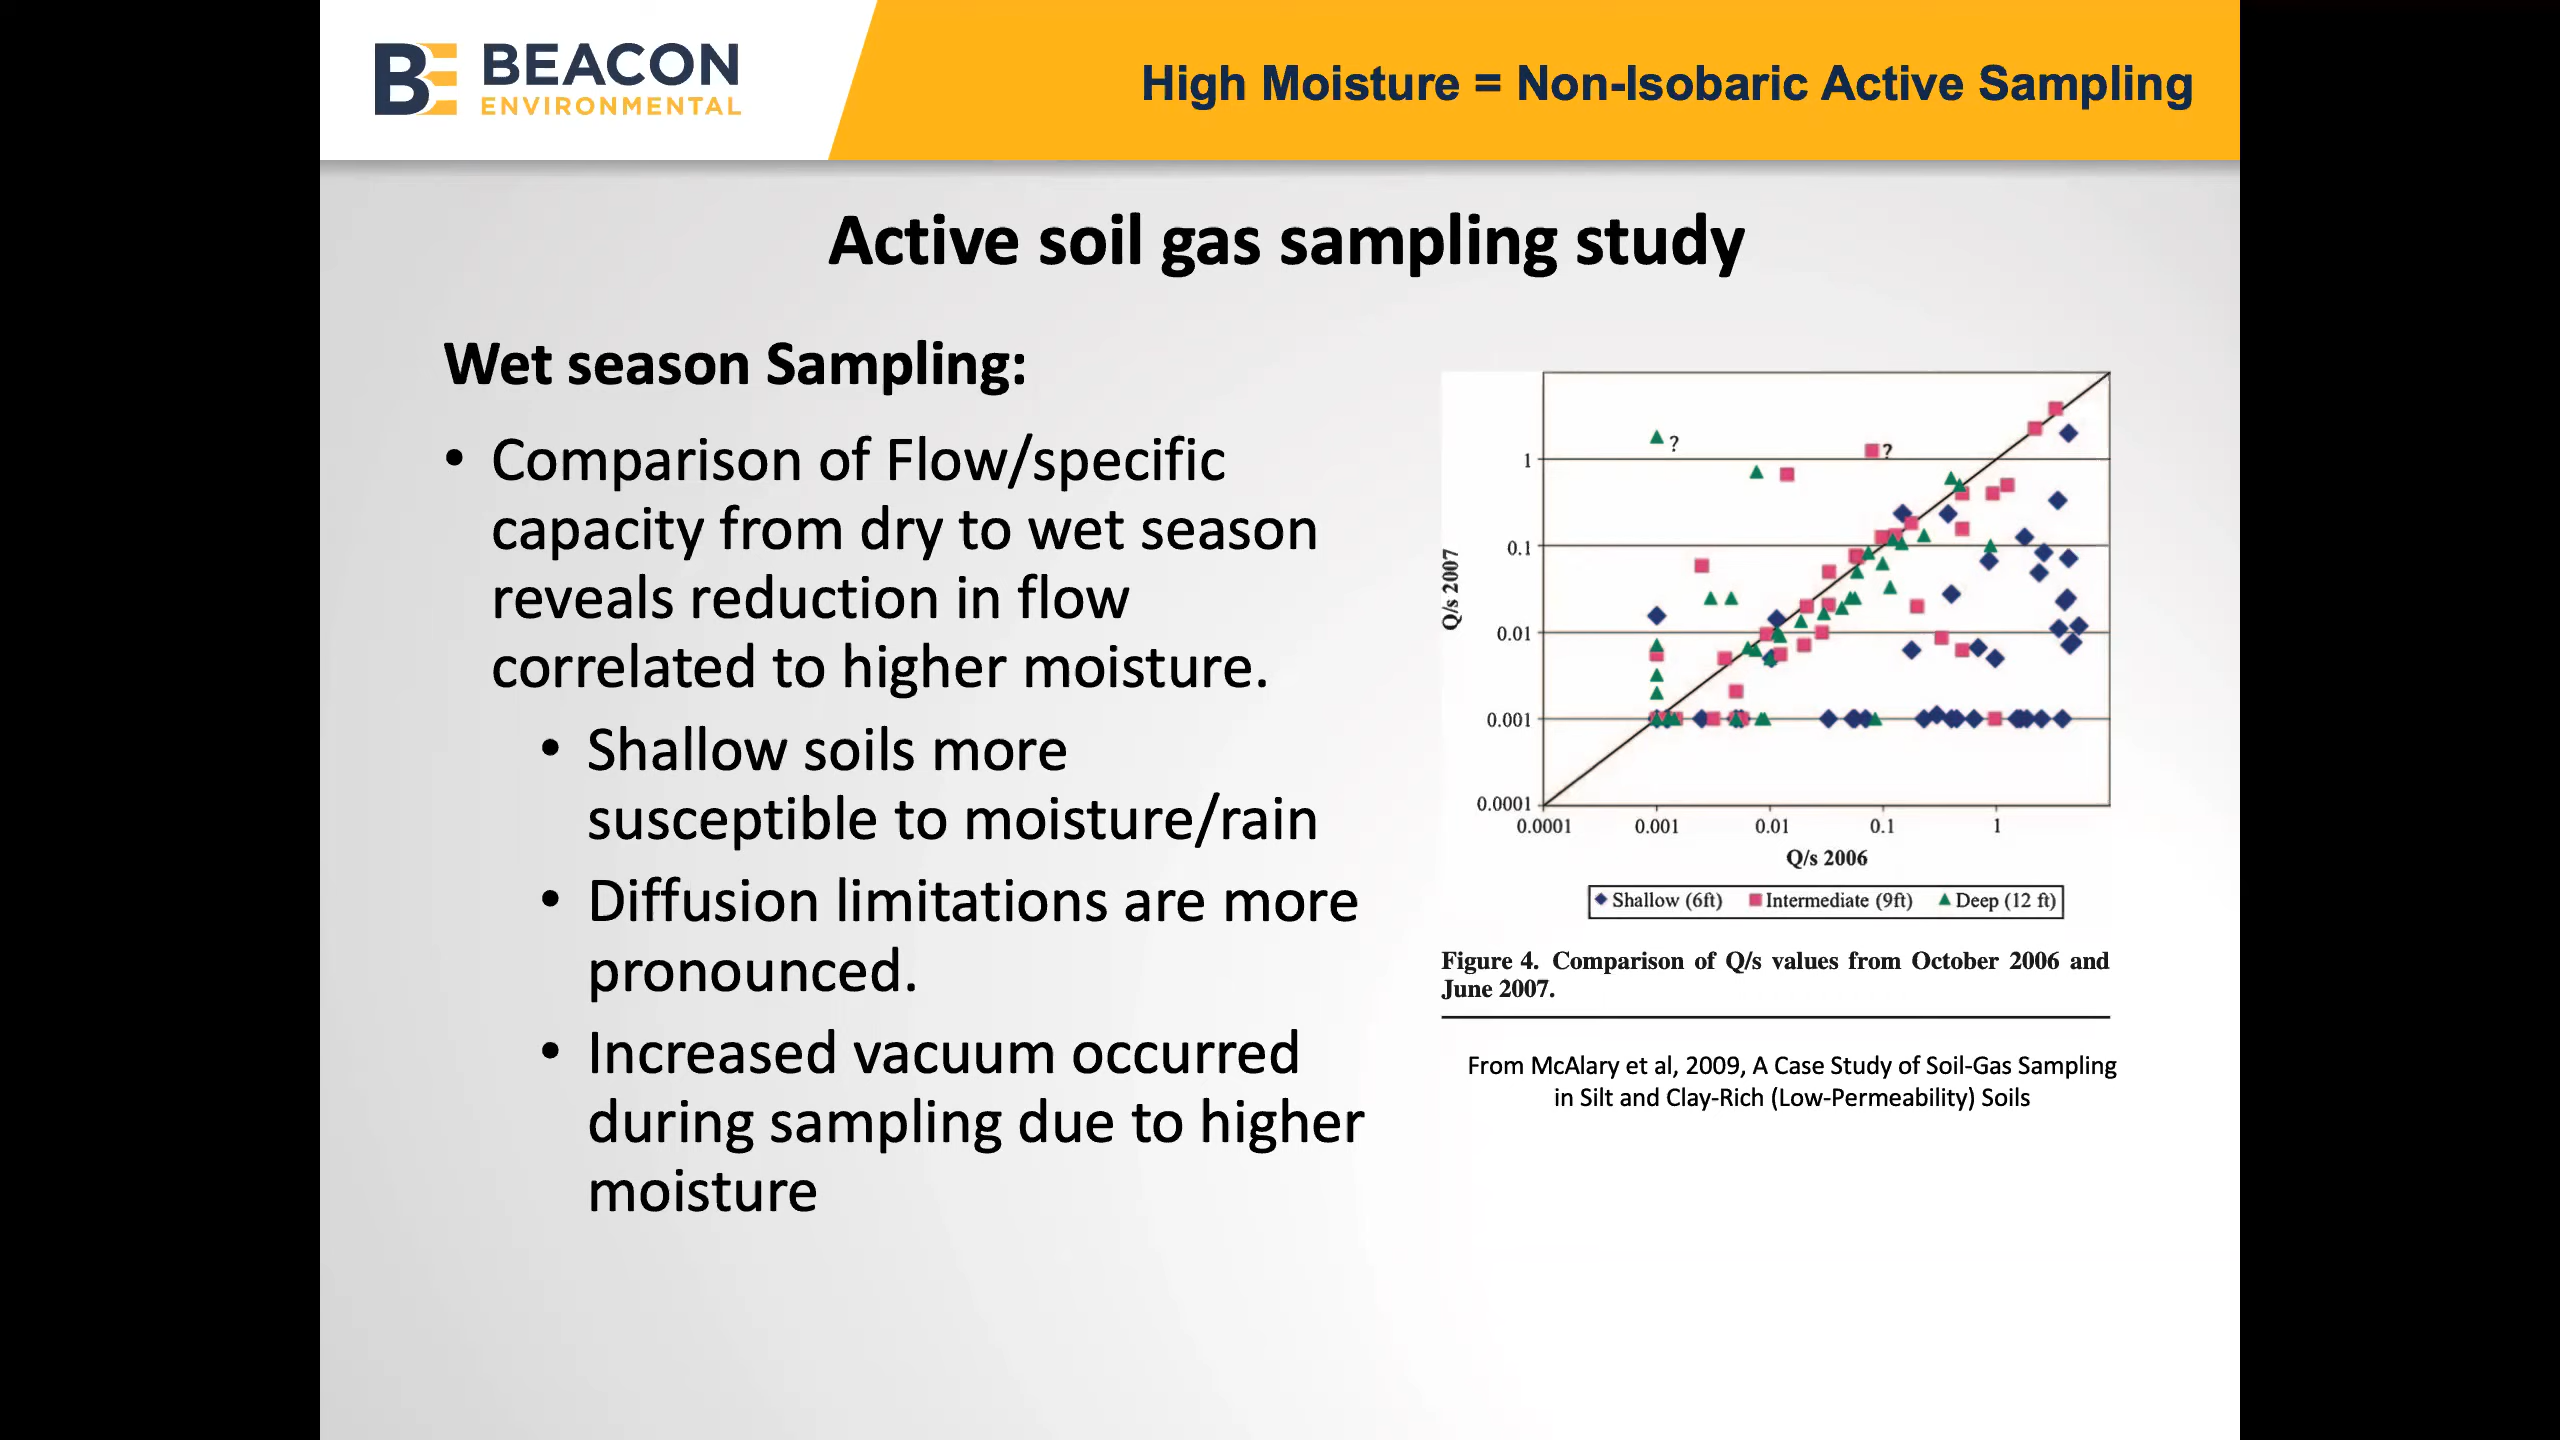 BEACON
ENVIRONMENTAL
High Moisture = Non-Isobaric Active Sampling
Active soil gas sampling study
Wet season Sampling:
• Comparison of Flow/specific
capacity from dry to wet season
reveals reduction in flow
correlated to higher moisture.
• Shallow soils more
susceptible to moisture/rain
• Diffusion limitations are more
pronounced.
• Increased vacuum occurred
during sampling due to higher
moisture
Q/s 2007
? ?
1
0.1
0.01
0.001
0.0001
0.0001 0.001 0.01 0.1 1
Q/s 2006
Shallow (6ft) Intermediate (9ft) Deep (12 ft)
Figure 4. Comparison of Q/s values from October 2006 and
June 2007.
From McAlary et al, 2009, A Case Study of Soil-Gas Sampling
in Silt and Clay-Rich (Low-Permeability) Soils